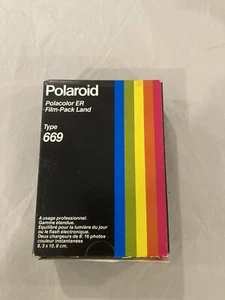 Polaroid
Polacolor ER
Film-Pack Land
Type
669
A usage professionnel.
Gamme étendue.
Equilibré pour la lumière du jour
ou le flash électronique.
Deux chargeurs de 8: 16 photos
couleur instantanées
8,3 x 10,8 cm.